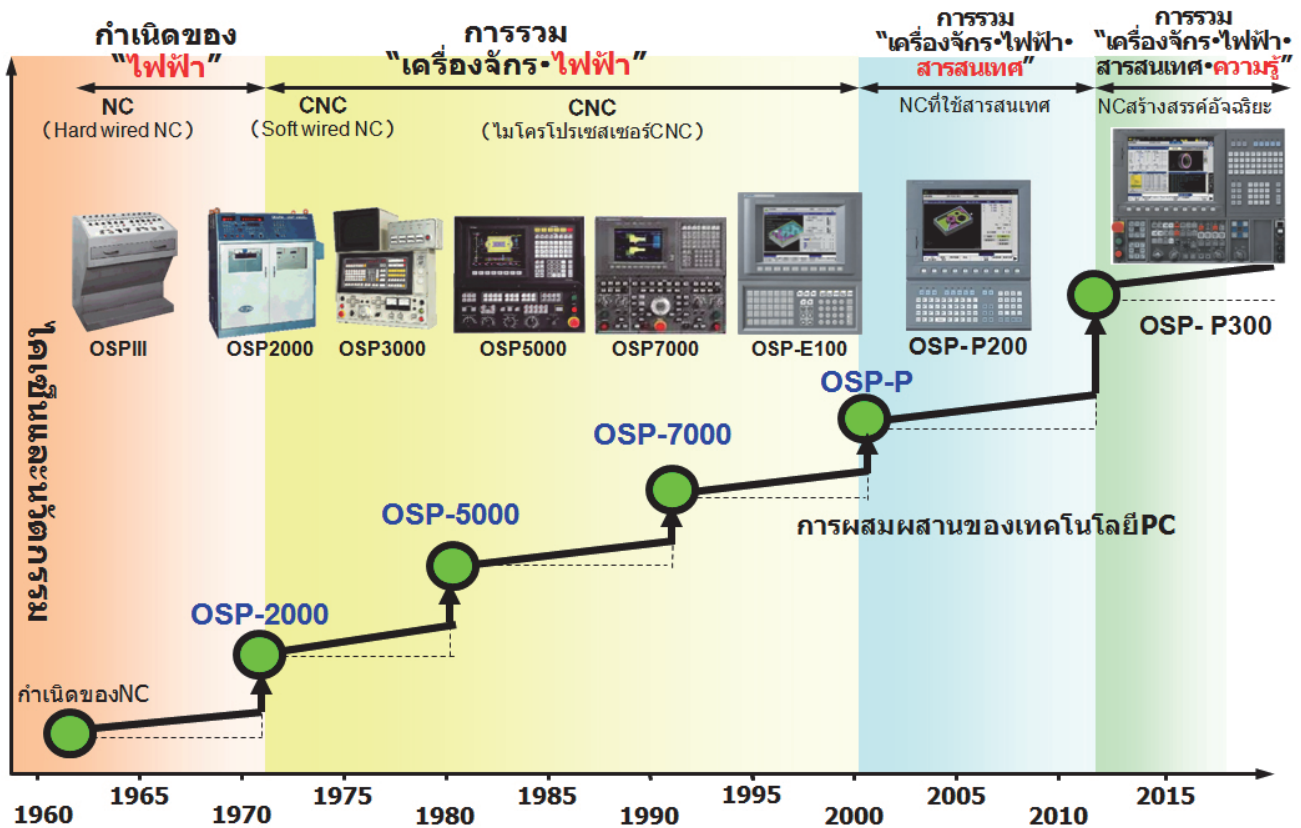 กำเนิดของ
“ไฟฟ้า”
การรวม
“เครื่องจักร•ไฟฟ้า”
การรวม
“เครื่องจักร•ไฟฟ้า•
สารสนเทศ”
การรวม
“เครื่องจักร•ไฟฟ้า•
สารสนเทศ•ความรู้”
NC
(Hard wired NC)
CNC
(Soft wired NC)
CNC
(ไมโครโปรเซสเซอร์CNC)
NCที่ใช้สารสนเทศ
NCสร้างสรรค์อัจฉริยะ
OSPIII
OSP2000
OSP3000
OSP5000
OSP7000
OSP-E100
OSP-P200
OSP- P300
ไคเซ็นและนวัตกรรม
OSP-P
OSP-7000
OSP-5000
OSP-2000
การผสมผสานของเทคโนโลยีPC
กำเนิดของNC
1960
1965
1970
1975
1980
1985
1990
1995
2000
2005
2010
2015